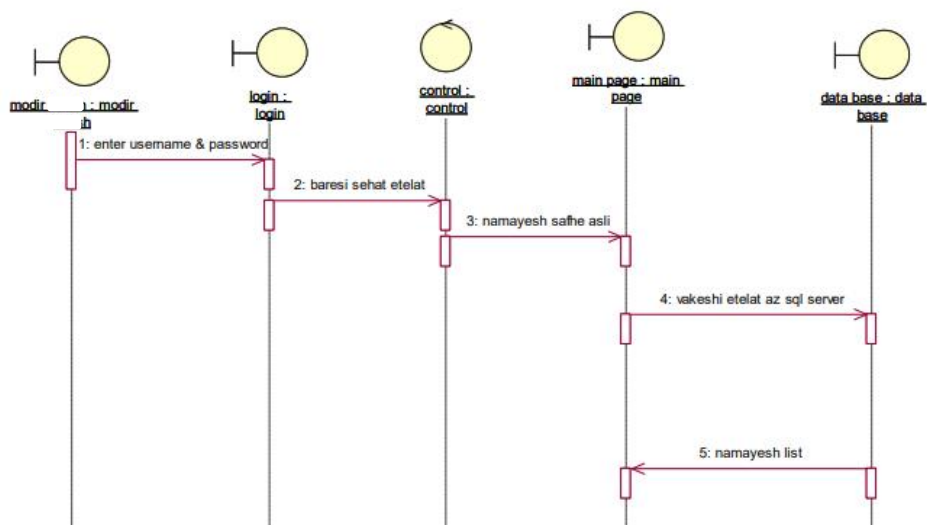 modir : modir
login :
login
control :
control
main page : main
page
data base : data
base
1: enter username & password
2: baresi sehat etelat
3: namayesh safhe asli
4: vakeshi etelat az sql server
5: namayesh list